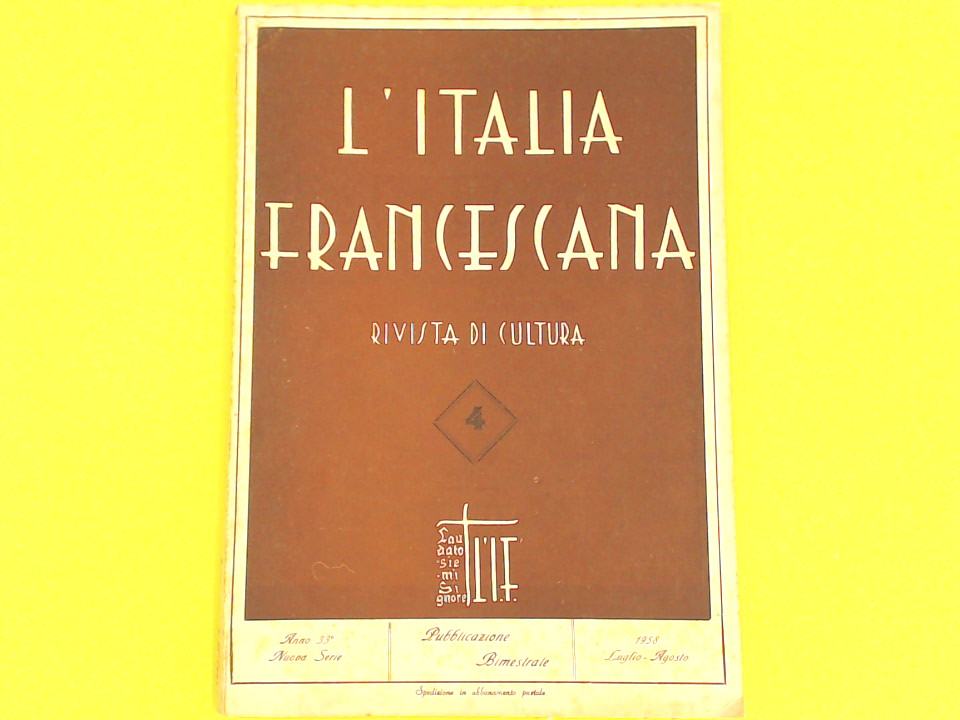 L'ITALIA
FRANCESCANA
RIVISTA DI CULTURA
4
Lau
dato
sie
mi
Si
gnore
L'I.F.
Anno 33°
Nuova Serie
Pubblicazione
Bimestrale
1958
Luglio - Agosto
Spedizione in abbonamento postale